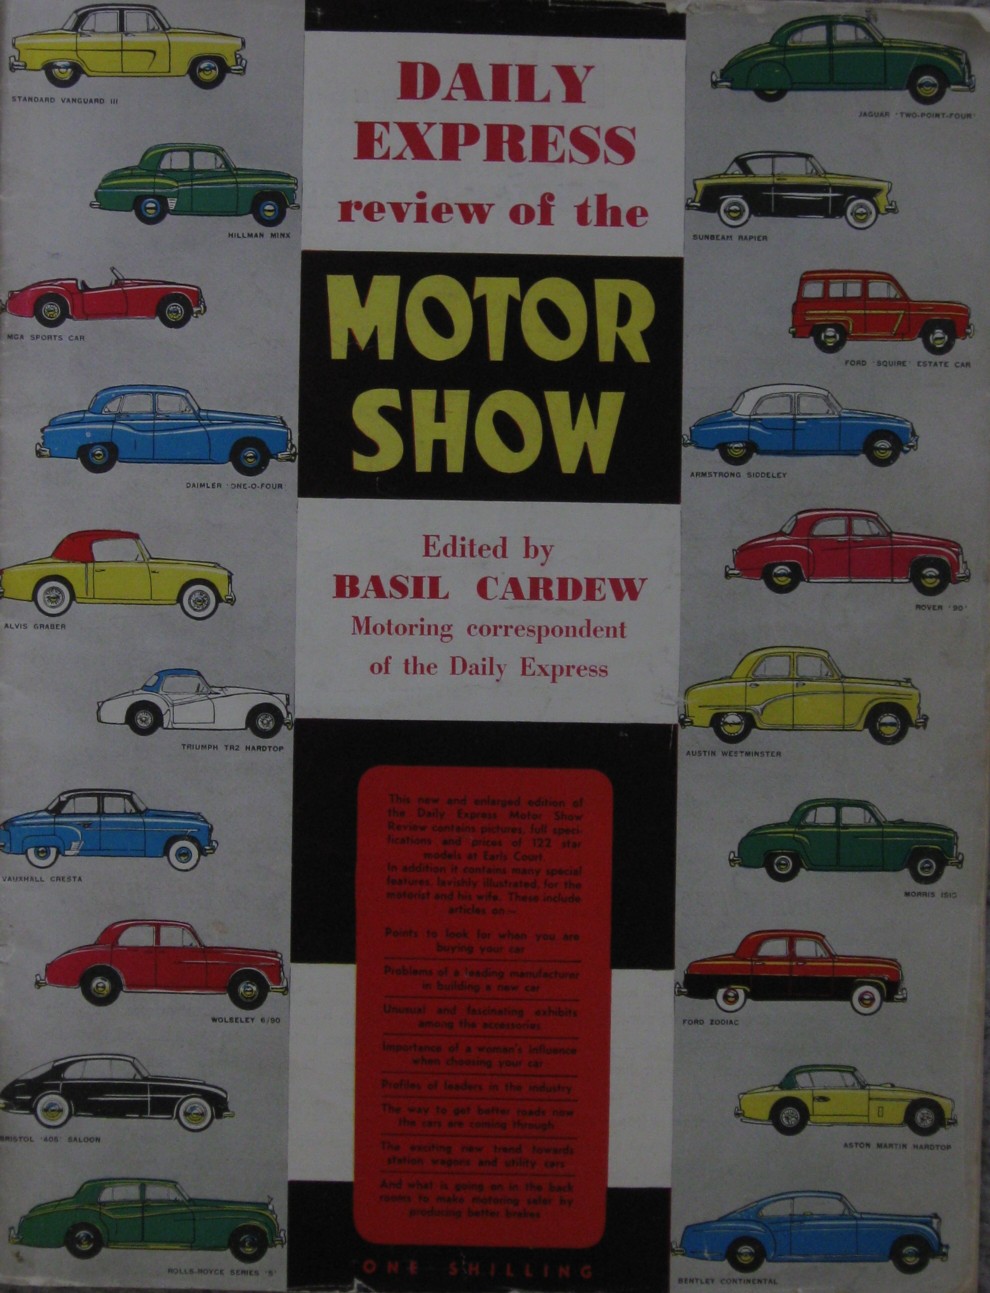 DAILY
EXPRESS
review of the
MOTOR
SHOW
Edited by
BASIL CARDEW
Motoring correspondent
of the Daily Express
This new and enlarged edition of
the Daily Express Motor Show
Review contains pictures, full speci-
fications and prices of 122 star
models at Earls Court.
In addition it contains many special
features, lavishly illustrated, for the
motorist and his wife. These include
articles on:-
Points to look for when you are
buying your car
Problems of a leading manufacturer
in building a new car
Unusual and fascinating exhibits
among the accessories
Importance of a woman's influence
when choosing your car
Profiles of leaders in the industry
The way to get better roads now
the cars are coming through
The exciting new trend towards
station wagons and utility cars
And what is going on in the back
rooms to make motoring safer by
producing better brakes
ONE SHILLING
STANDARD VANGUARD III
HILLMAN MINX
MGA SPORTS CAR
DAIMLER 'ONE-O-FOUR'
ALVIS GRABER
TRIUMPH TR2 HARDTOP
VAUXHALL CRESTA
WOLSELEY 6/90
BRISTOL '405' SALOON
ROLLS-ROYCE SERIES 'S'
JAGUAR 'TWO-POINT-FOUR'
SUNBEAM RAPIER
FORD 'SQUIRE' ESTATE CAR
ARMSTRONG SIDDELEY
ROVER '90'
AUSTIN WESTMINSTER
MORRIS ISIS
FORD ZODIAC
ASTON MARTIN HARDTOP
BENTLEY CONTINENTAL